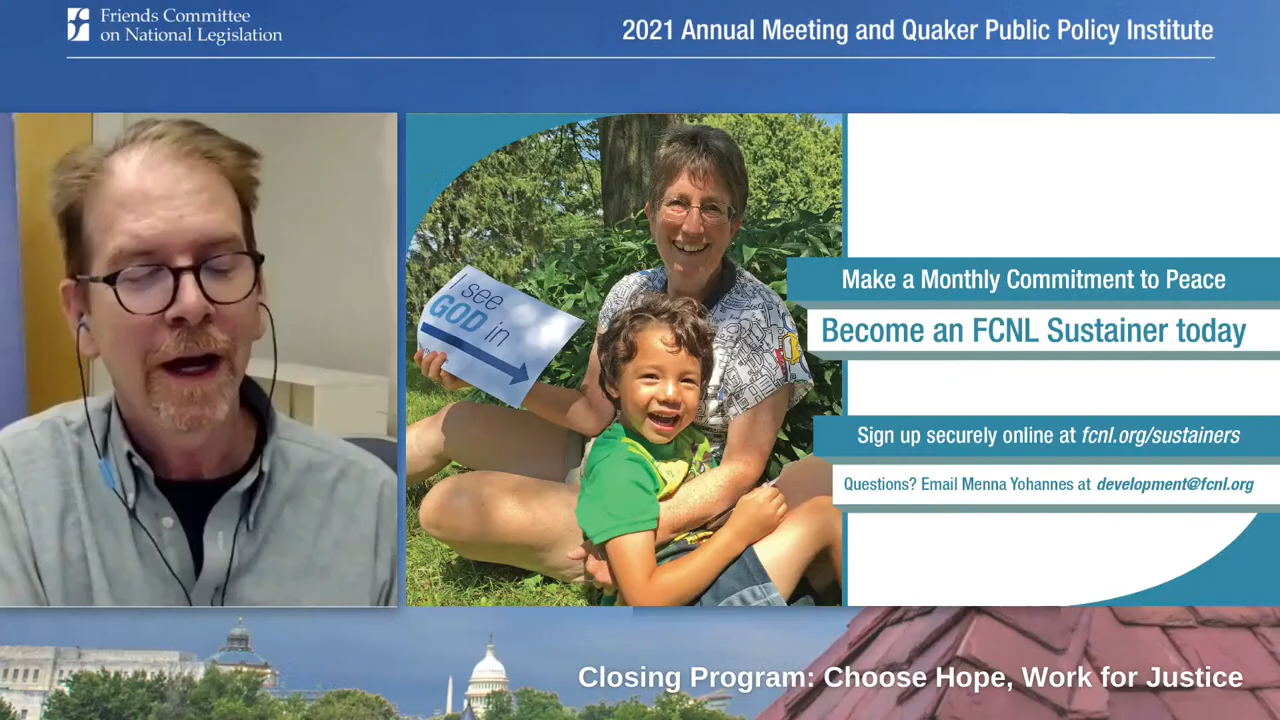 Friends Committee
on National Legislation
2021 Annual Meeting and Quaker Public Policy Institute
I see
GOD in
Make a Monthly Commitment to Peace
Become an FCNL Sustainer today
Sign up securely online at fcnl.org/sustainers
Questions? Email Menna Yohannes at development@fcnl.org
Closing Program: Choose Hope, Work for Justice